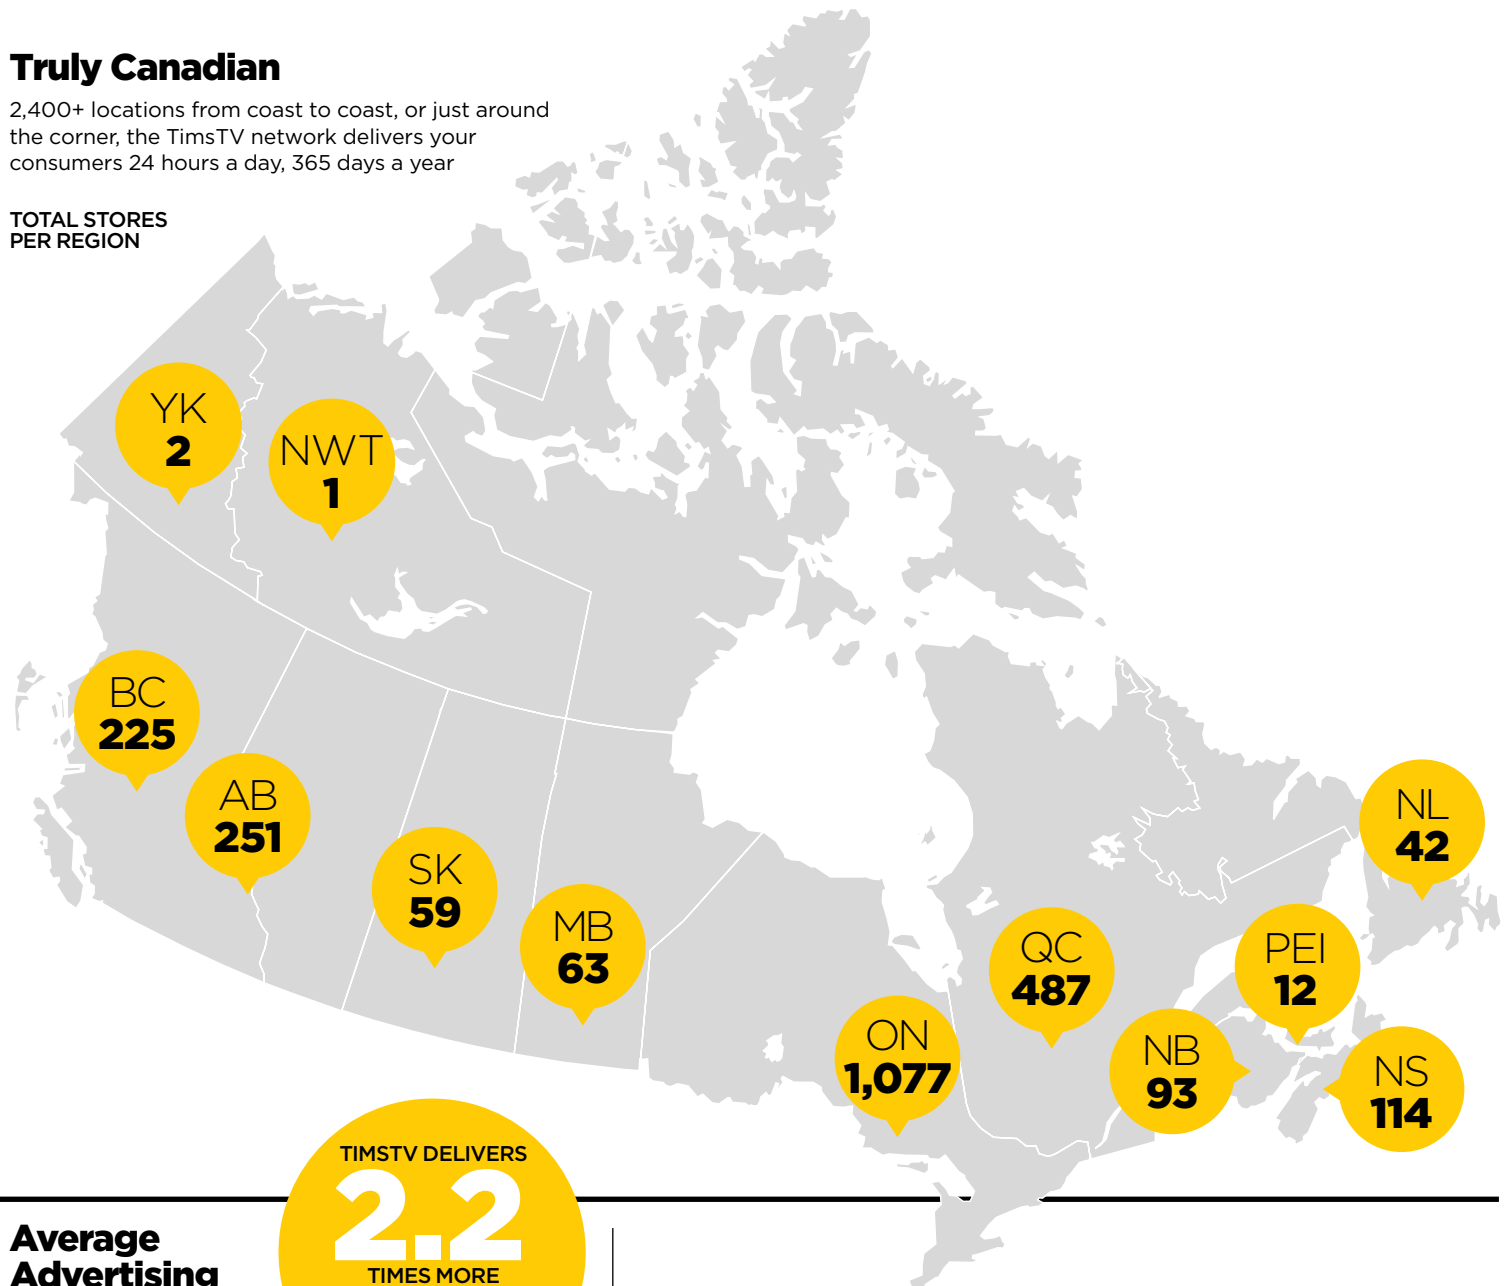 Truly Canadian
2,400+ locations from coast to coast, or just around
the corner, the TimsTV network delivers your
consumers 24 hours a day, 365 days a year
TOTAL STORES
PER REGION
YK
2
NWT
1
BC
225
AB
251
SK
59
MB
63
ON
1,077
QC
487
NB
93
PEI
12
NS
114
NL
42
Average
Advertising
TIMSTV DELIVERS
2.2
TIMES MORE